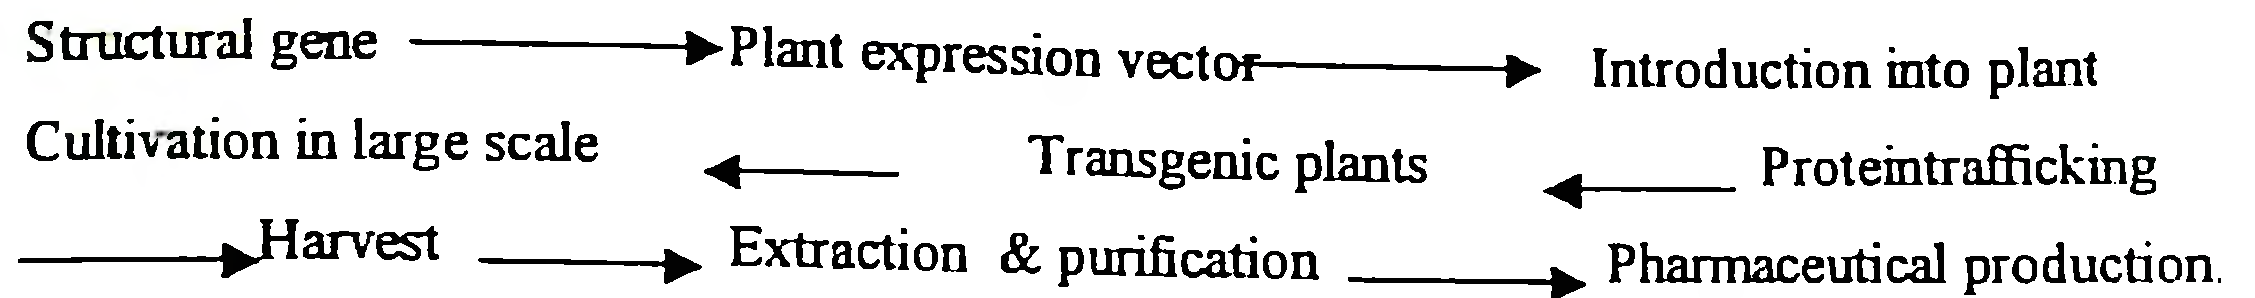 Structural gene Plant expression vector Introduction into plant
Cultivation in large scale Transgenic plants Proteintrafficking
Harvest Extraction & purification Pharmaceutical production.